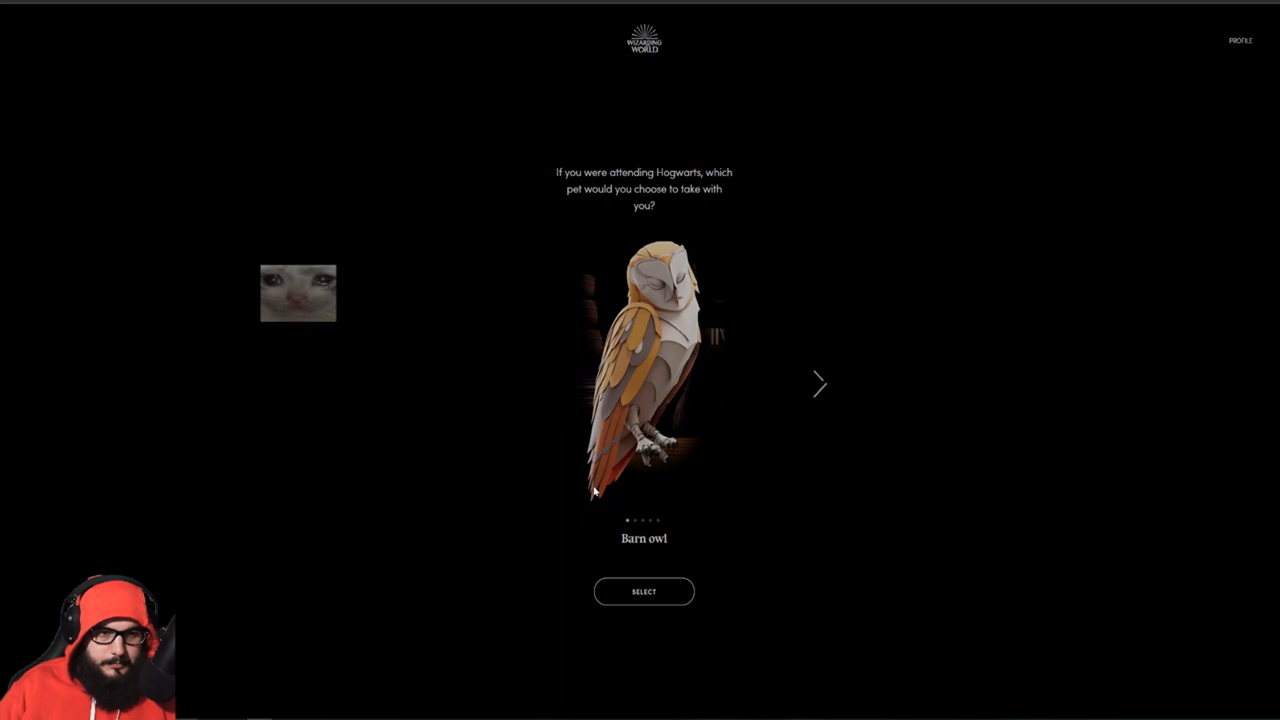 WIZARDING
WORLD
PROFILE
If you were attending Hogwarts, which
pet would you choose to take with
you?
Barn owl
SELECT